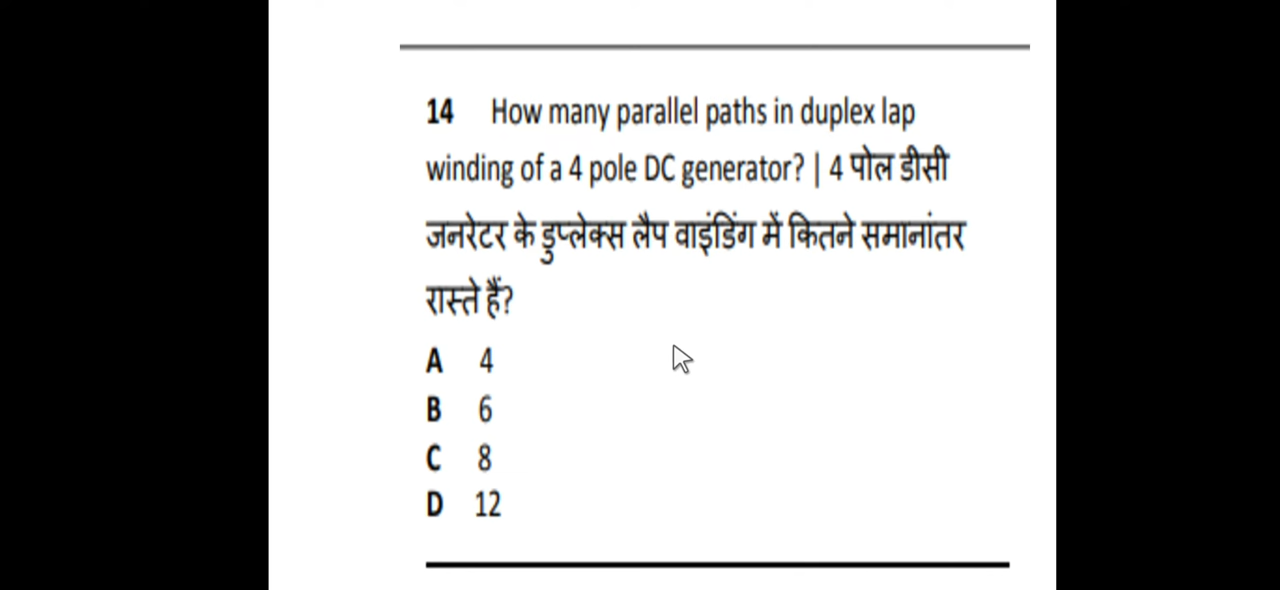 14 How many parallel paths in duplex lap
winding of a 4 pole DC generator? | 4 पोल डीसी
जनरेटर के डुप्लेक्स लैप वाइंडिंग में कितने समानांतर
रास्ते हैं?
A 4
B 6
C 8
D 12